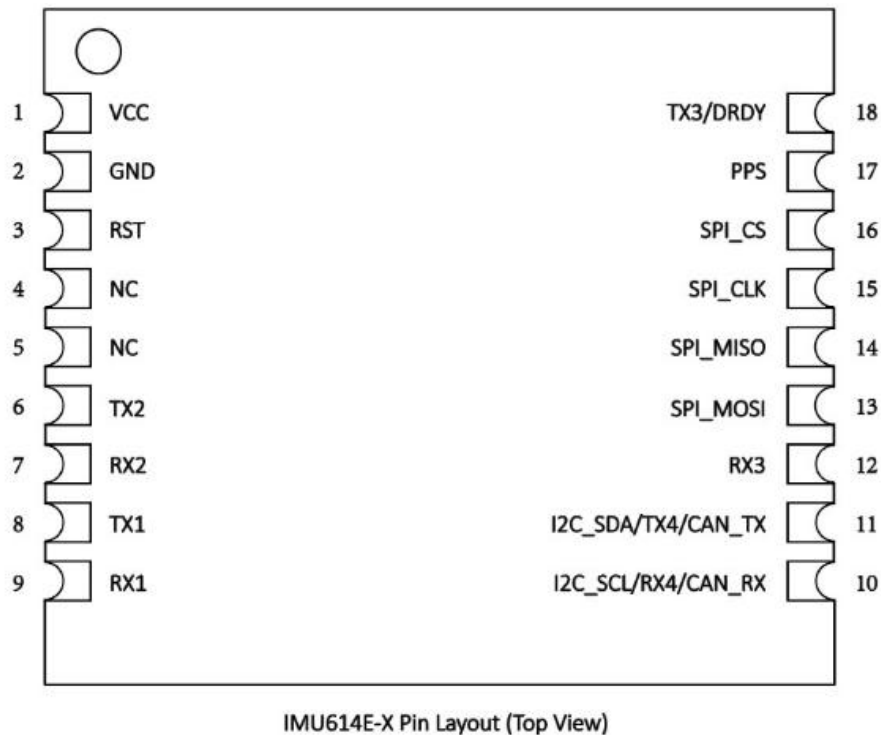 1 VCC TX3/DRDY 18
2 GND PPS 17
3 RST SPI_CS 16
4 NC SPI_CLK 15
5 NC SPI_MISO 14
6 TX2 SPI_MOSI 13
7 RX2 RX3 12
8 TX1 I2C_SDA/TX4/CAN_TX 11
9 RX1 I2C_SCL/RX4/CAN_RX 10
IMU614E-X Pin Layout (Top View)